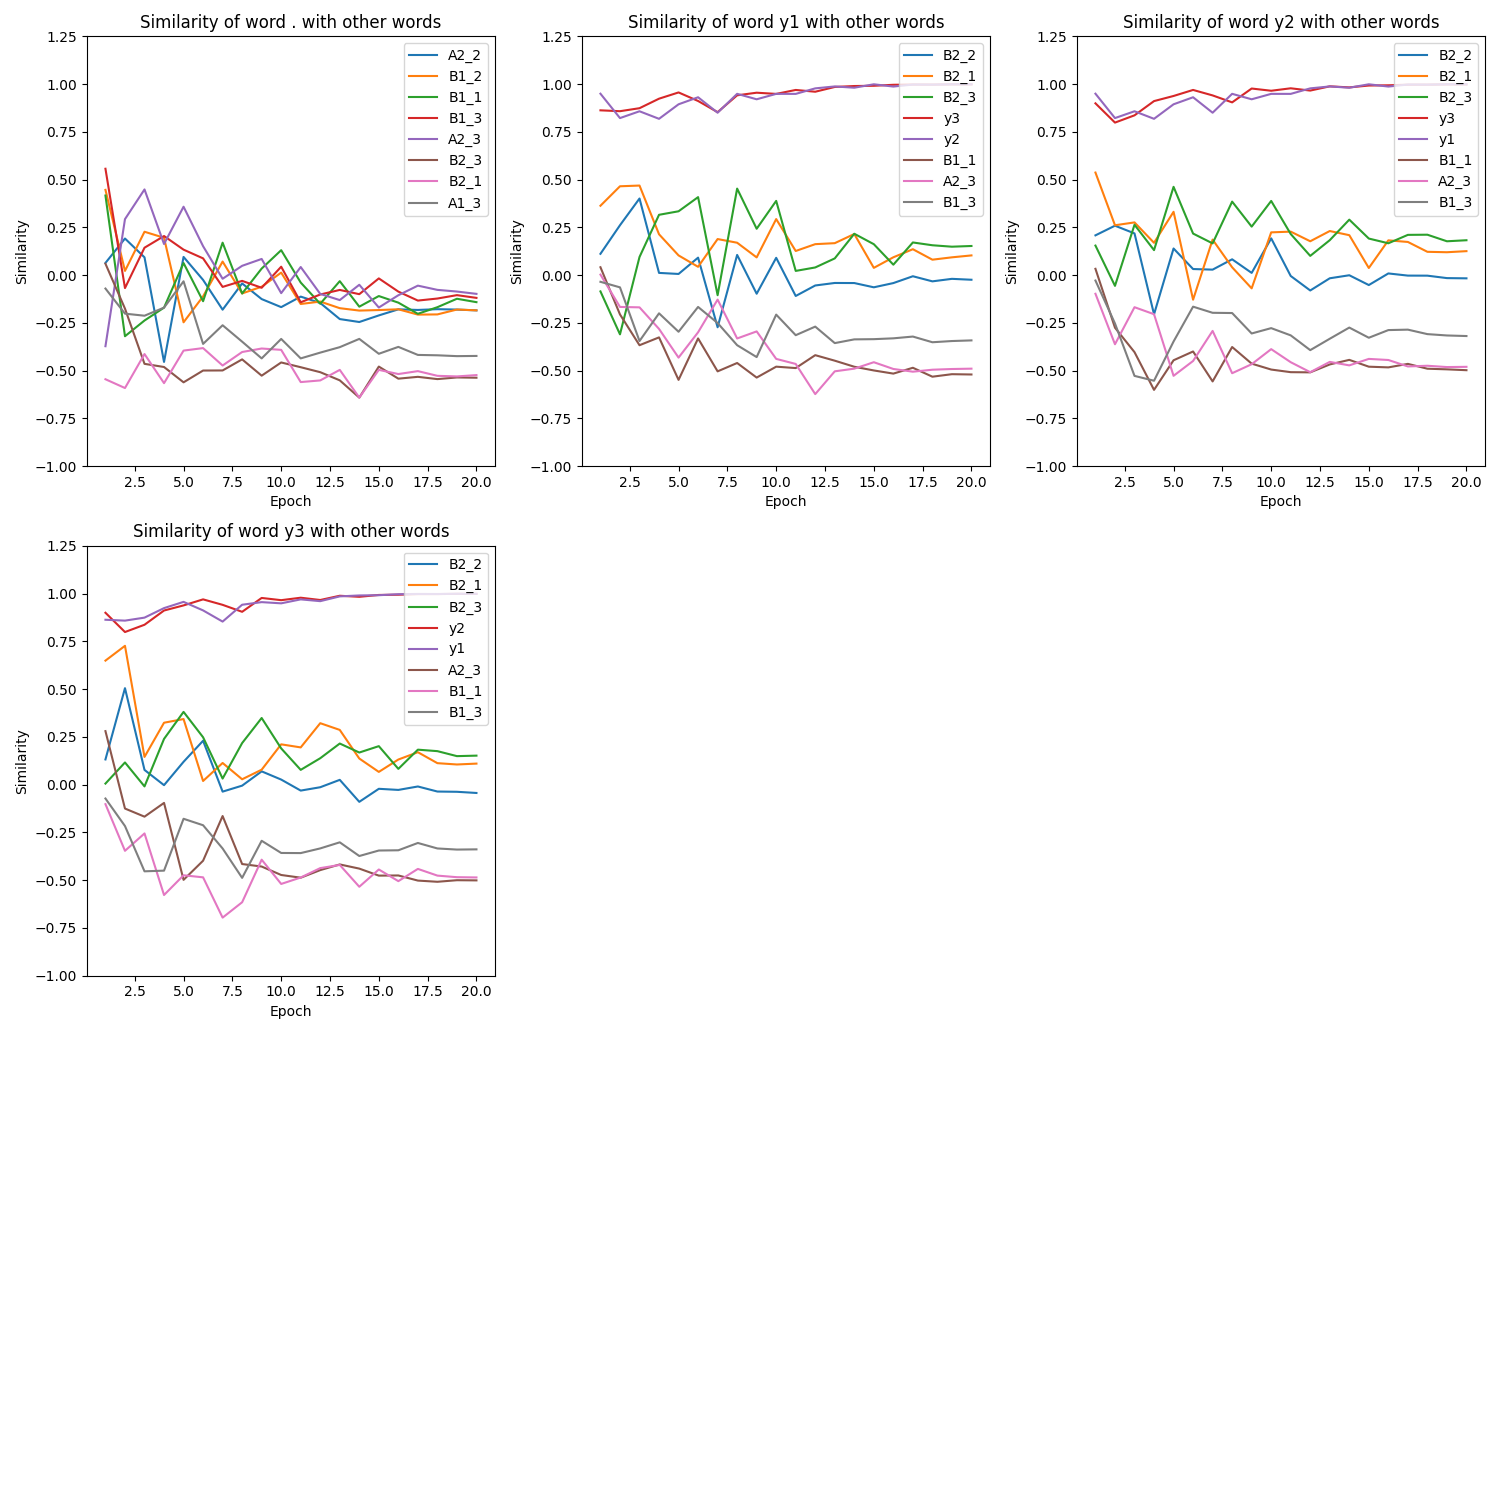 Similarity of word . with other words
1.25
1.00
0.75
0.50
0.25
0.00
−0.25
−0.50
−0.75
−1.00
Similarity
2.5 5.0 7.5 10.0 12.5 15.0 17.5 20.0
Epoch
A2_2
B1_2
B1_1
B1_3
A2_3
B2_3
B2_1
A1_3
Similarity of word y1 with other words
1.25
1.00
0.75
0.50
0.25
0.00
−0.25
−0.50
−0.75
−1.00
Similarity
2.5 5.0 7.5 10.0 12.5 15.0 17.5 20.0
Epoch
B2_2
B2_1
B2_3
y3
y2
B1_1
A2_3
B1_3
Similarity of word y2 with other words
1.25
1.00
0.75
0.50
0.25
0.00
−0.25
−0.50
−0.75
−1.00
Similarity
2.5 5.0 7.5 10.0 12.5 15.0 17.5 20.0
Epoch
B2_2
B2_1
B2_3
y3
y1
B1_1
A2_3
B1_3
Similarity of word y3 with other words
1.25
1.00
0.75
0.50
0.25
0.00
−0.25
−0.50
−0.75
−1.00
Similarity
2.5 5.0 7.5 10.0 12.5 15.0 17.5 20.0
Epoch
B2_2
B2_1
B2_3
y2
y1
A2_3
B1_1
B1_3